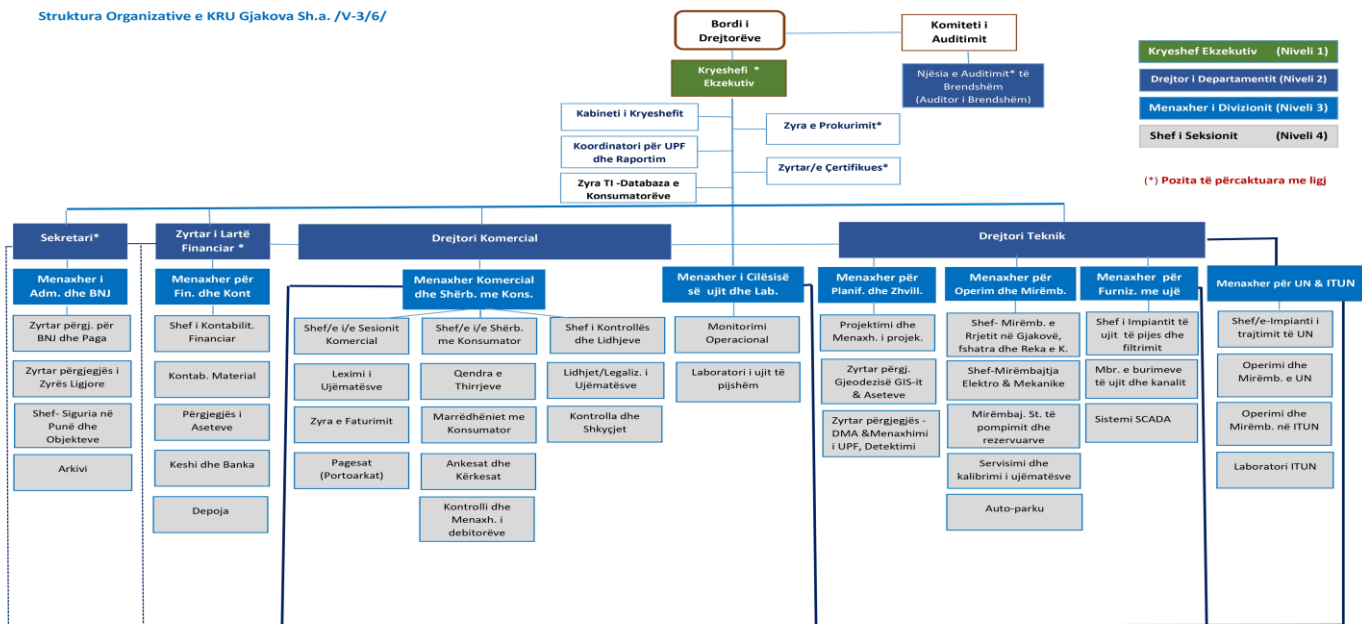 Struktura Organizative e KRU Gjakova Sh.a. /V-3/6/
Bordi i
Drejtorëve
Komiteti i
Auditimit
Kryeshefi *
Ekzekutiv
Njësia e Auditimit* të
Brendshëm
(Auditor i Brendshëm)
Kryeshef Ekzekutiv (Niveli 1)
Drejtor i Departamentit (Niveli 2)
Menaxher i Divizionit (Niveli 3)
Shef i Seksionit (Niveli 4)
(*) Pozita të përcaktuara me ligj
Kabineti i Kryeshefit
Zyra e Prokurimit*
Koordinatori për UPF
dhe Raportim
Zyrtar/e Çertifikues*
Zyra TI -Databaza e
Konsumatorëve
Sekretari*
Zyrtar i Lartë
Financiar *
Drejtori Komercial
Drejtori Teknik
Menaxher i
Adm. dhe BNJ
Menaxher për
Fin. dhe Kont
Menaxher Komercial
dhe Shërb. me Kons.
Menaxher i Cilësisë
së ujit dhe Lab.
Menaxher për
Planif. dhe Zhvill.
Menaxher për
Operim dhe Mirëmb.
Menaxher për
Furniz. me ujë
Menaxher për UN & ITUN
Zyrtar përgj. për
BNJ dhe Paga
Zyrtar përgjegjës i
Zyrës Ligjore
Shef- Siguria në
Punë dhe
Objekteve
Arkivi
Shef i Kontabilit.
Financiar
Kontab. Material
Përgjegjës i
Aseteve
Keshi dhe Banka
Depoja
Shef/e i/e Sesionit
Komercial
Leximi i
Ujëmatësve
Zyra e Faturimit
Pagesat
(Portoarkat)
Shef/e i/e Shërb.
me Konsumator
Qendra e
Thirrjeve
Marrëdhëniet me
Konsumator
Ankesat dhe
Kërkesat
Kontrolli dhe
Menaxh. i
debitorëve
Shef i Kontrollës
dhe Lidhjeve
Lidhjet/Legaliz. i
Ujëmatësve
Kontrolla dhe
Shkyçjet
Monitorimi
Operacional
Laboratori i ujit të
pijshëm
Projektimi dhe
Menaxh. i projek.
Zyrtar përgj.
Gjeodezisë GIS-it
& Aseteve
Zyrtar përgjegjës -
DMA &Menaxhimi
i UPF, Detektimi
Shef- Mirëmb. e
Rrjetit në Gjakovë,
fshatra dhe Reka e K.
Shef-Mirëmbajtja
Elektro & Mekanike
Mirëmbaj. St. të
pompimit dhe
rezervuarve
Servisimi dhe
kalibrimi i ujëmatësve
Auto-parku
Shef i Impiantit të
ujit të pijes dhe
filtrimit
Mbr. e burimeve
të ujit dhe kanalit
Sistemi SCADA
Shef/e-Impianti i
trajtimit të UN
Operimi dhe
Mirëmb. e UN
Operimi dhe
Mirëmb. në ITUN
Laboratori ITUN